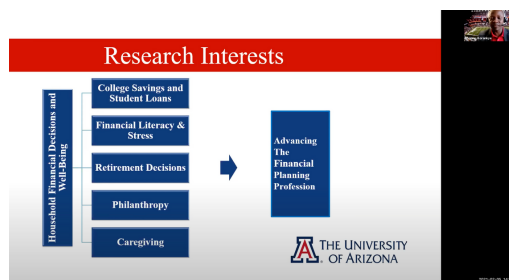 Research Interests
Household Financial Decisions and
Well-Being
College Savings and
Student Loans
Financial Literacy &
Stress
Retirement Decisions
Philanthropy
Caregiving
Advancing
The
Financial
Planning
Profession
A
THE UNIVERSITY
OF ARIZONA